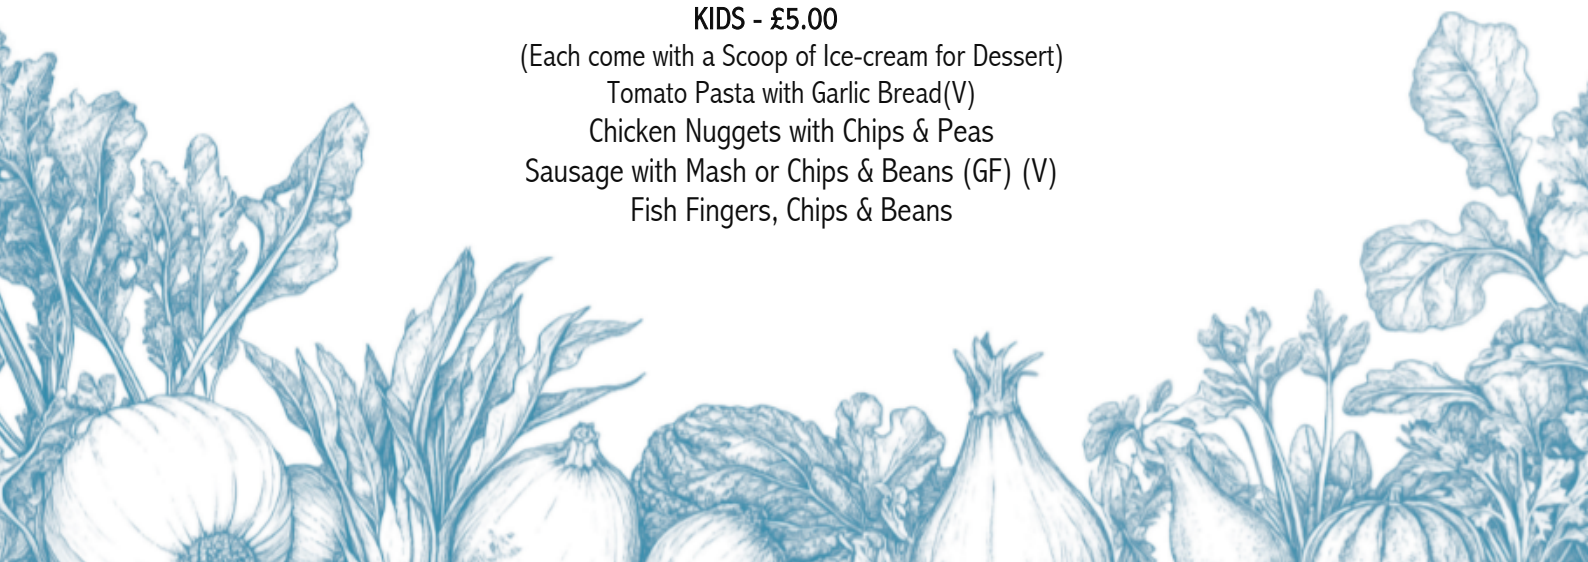 KIDS - £5.00
(Each come with a Scoop of Ice-cream for Dessert)
Tomato Pasta with Garlic Bread(V)
Chicken Nuggets with Chips & Peas
Sausage with Mash or Chips & Beans (GF) (V)
Fish Fingers, Chips & Beans